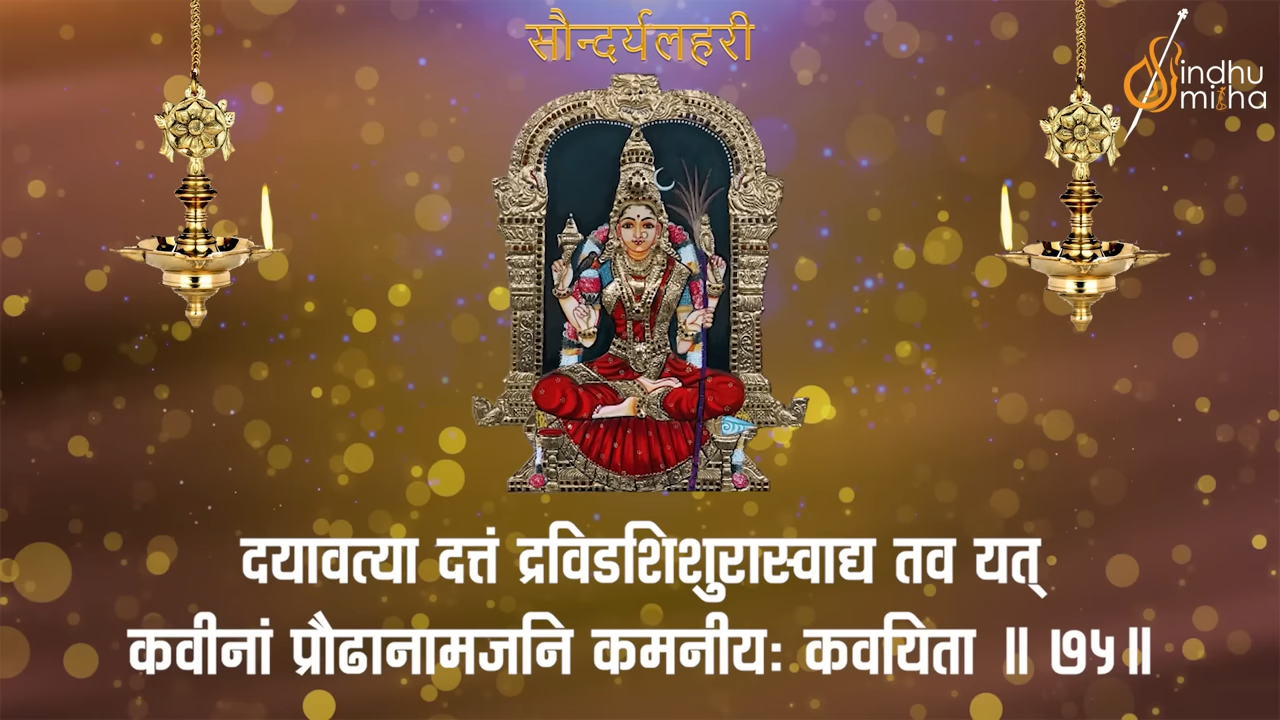 सौन्दर्यलहरी
Sindhu
Smitha
दयावत्या दत्तं द्रविडशिशुरास्वाद्य तव यत्
कवीनां प्रौढानामजनि कमनीयः कवयिता ॥ ७५॥